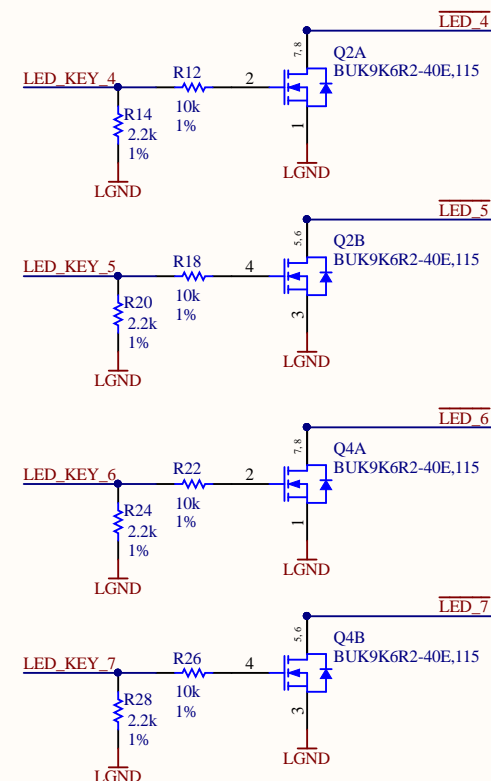 LED_4
7, 8
Q2A
BUK9K6R2-40E,115
LED_KEY_4
R12
2
10k
1%
R14
2.2k
1%
1
LGND
LGND
LED_5
5, 6
Q2B
BUK9K6R2-40E,115
LED_KEY_5
R18
4
10k
1%
R20
2.2k
1%
3
LGND
LGND
LED_6
7, 8
Q4A
BUK9K6R2-40E,115
LED_KEY_6
R22
2
10k
1%
R24
2.2k
1%
1
LGND
LGND
LED_7
5, 6
Q4B
BUK9K6R2-40E,115
LED_KEY_7
R26
4
10k
1%
R28
2.2k
1%
3
LGND
LGND